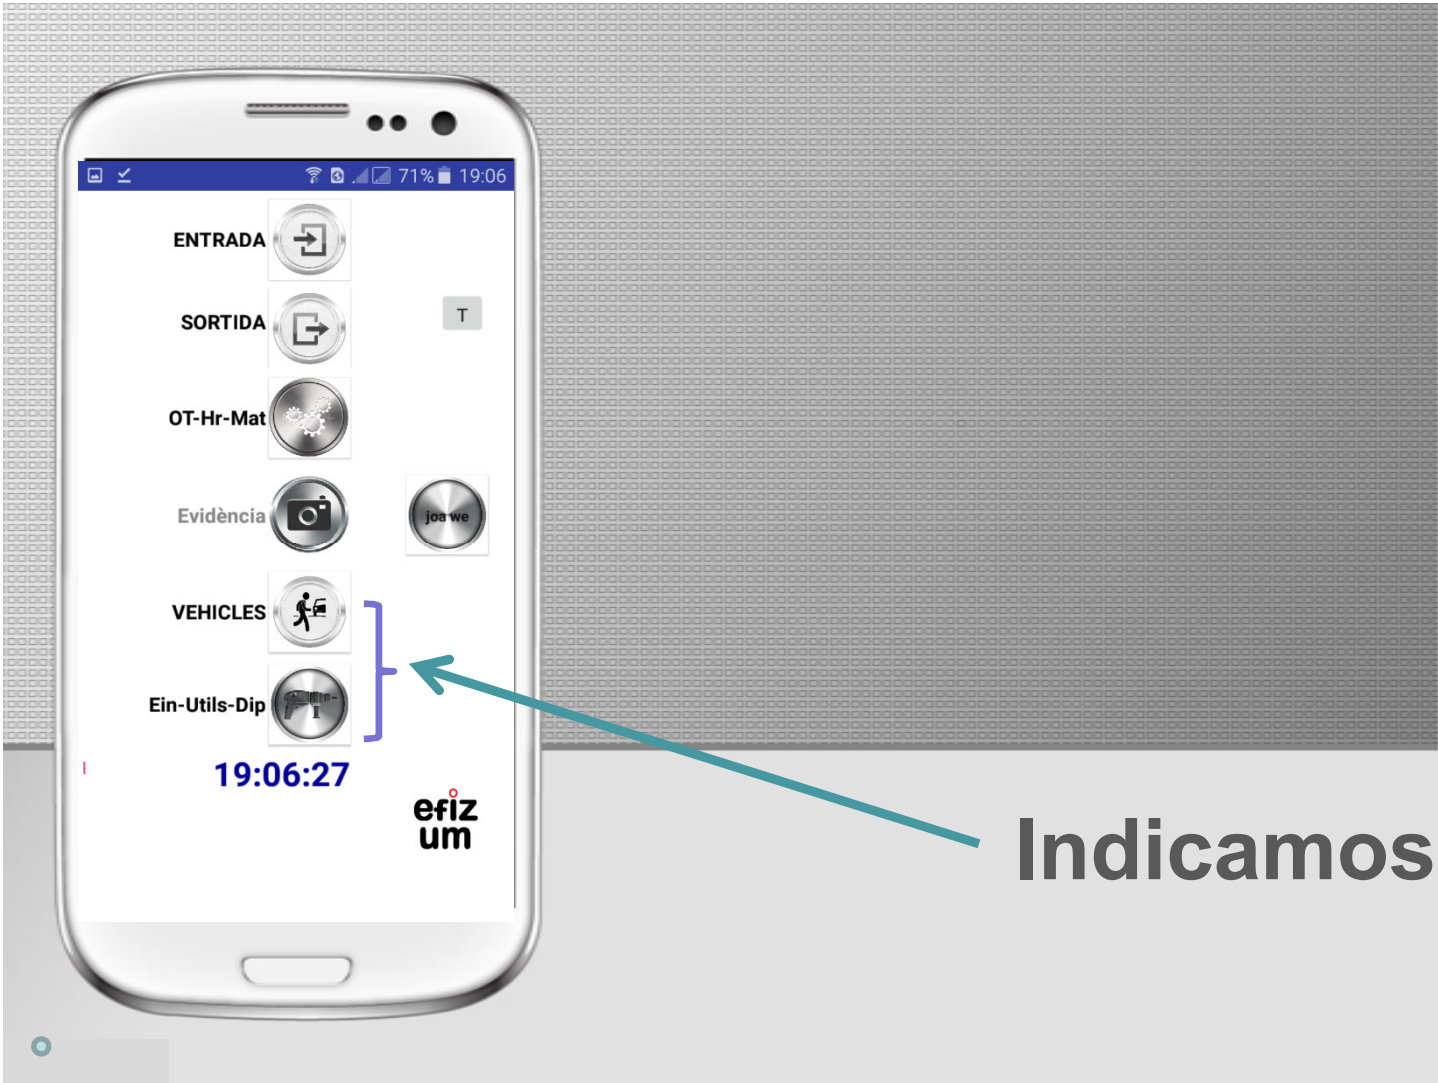 71% 19:06
ENTRADA
SORTIDA
T
OT-Hr-Mat
Evidència
joa we
VEHICLES
Ein-Utils-Dip
19:06:27
efiz
um
Indicamos